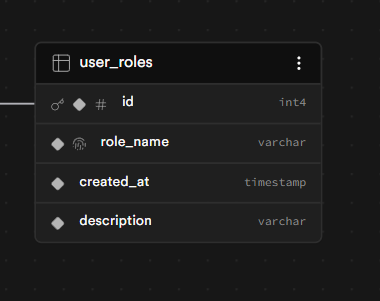 user_roles
id int4
role_name varchar
created_at timestamp
description varchar